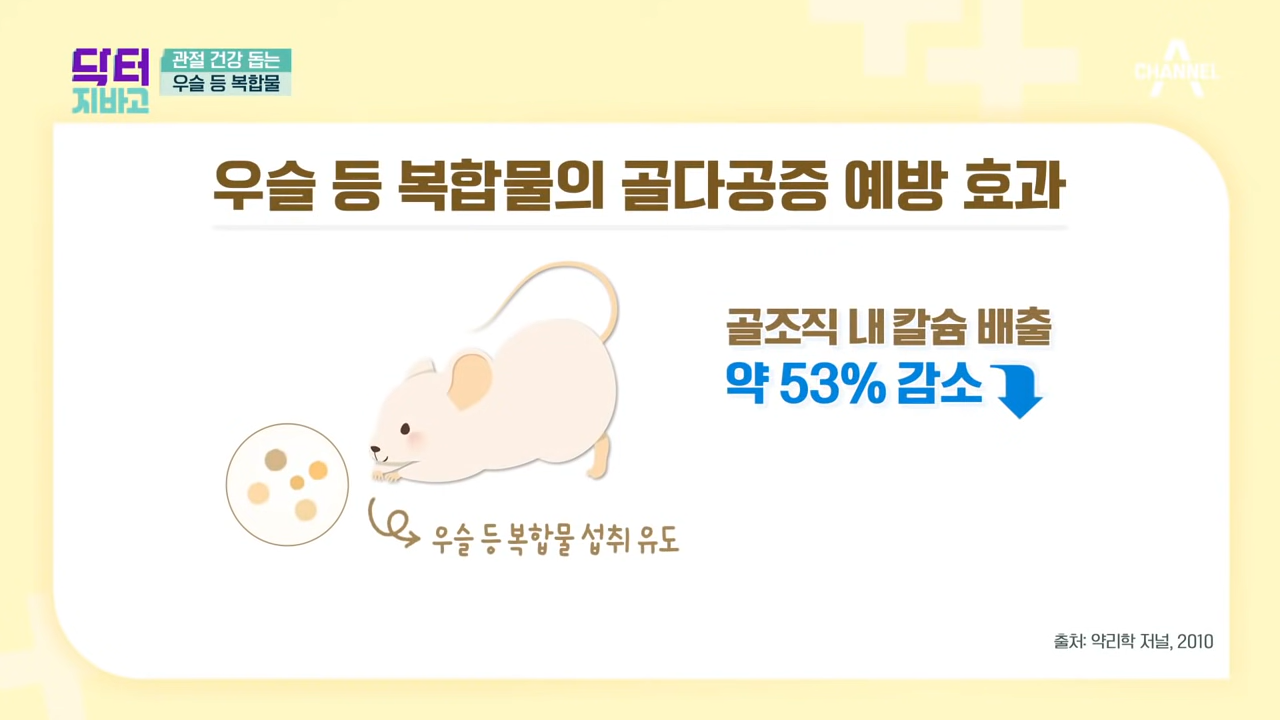 닥터
지바고
관절 건강 돕는
우슬 등 복합물
CHANNEL A
우슬 등 복합물의 골다공증 예방 효과
골조직 내 칼슘 배출
약 53% 감소
우슬 등 복합물 섭취 유도
출처: 약리학 저널, 2010